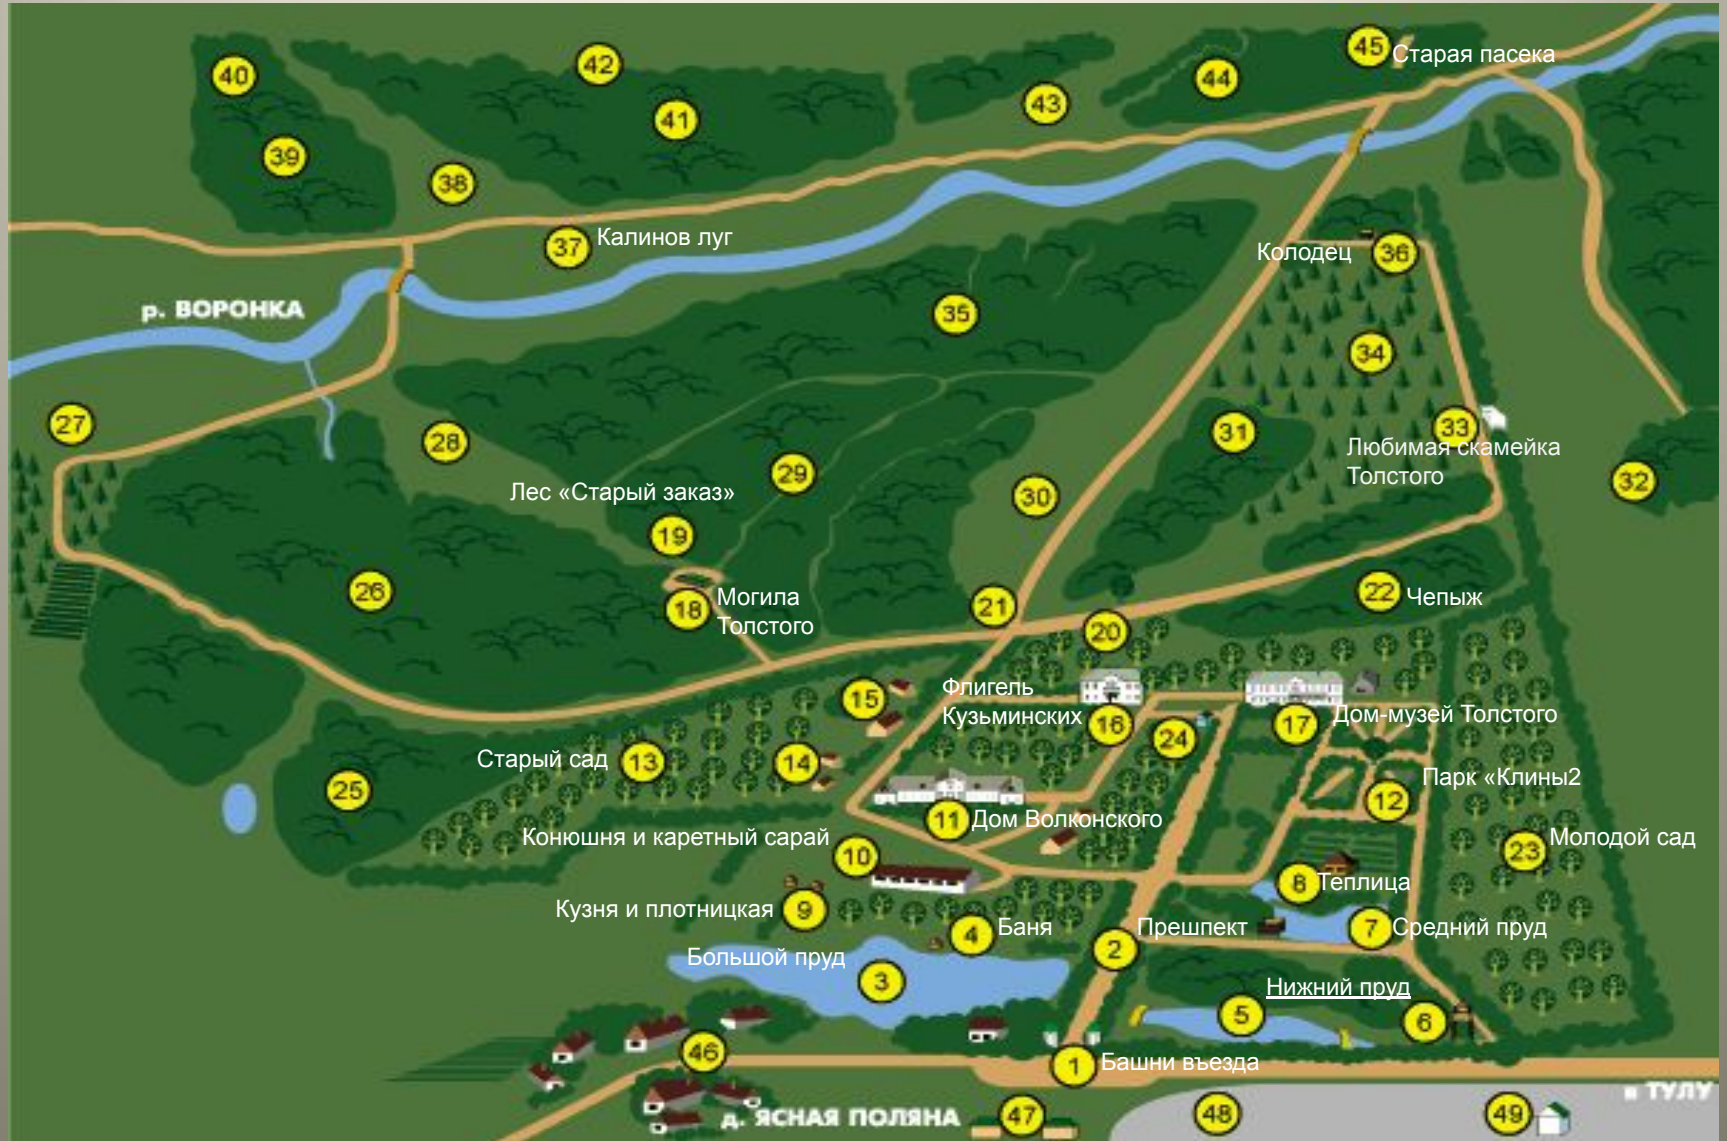 40
42
45
Старая пасека
44
43
41
39
38
37
Калинов луг
Колодец
36
р. ВОРОНКА
35
34
27
28
33
31
Любимая скамейка
Толстого
29
Лес «Старый заказ»
30
32
19
26
18
Могила
Толстого
21
20
22
Чепыж
15
Флигель
Кузьминских
16
24
17
Дом-музей Толстого
Старый сад
13
14
25
Парк «Клины2
12
11
Дом Волконского
Конюшня и каретный сарай
10
23
Молодой сад
8
Теплица
Кузня и плотницкая
9
4
Баня
2
Прешпект
7
Средний пруд
Большой пруд
3
Нижний пруд
5
6
46
1
Башни въезда
в ТУЛУ
д. ЯСНАЯ ПОЛЯНА
47
48
49